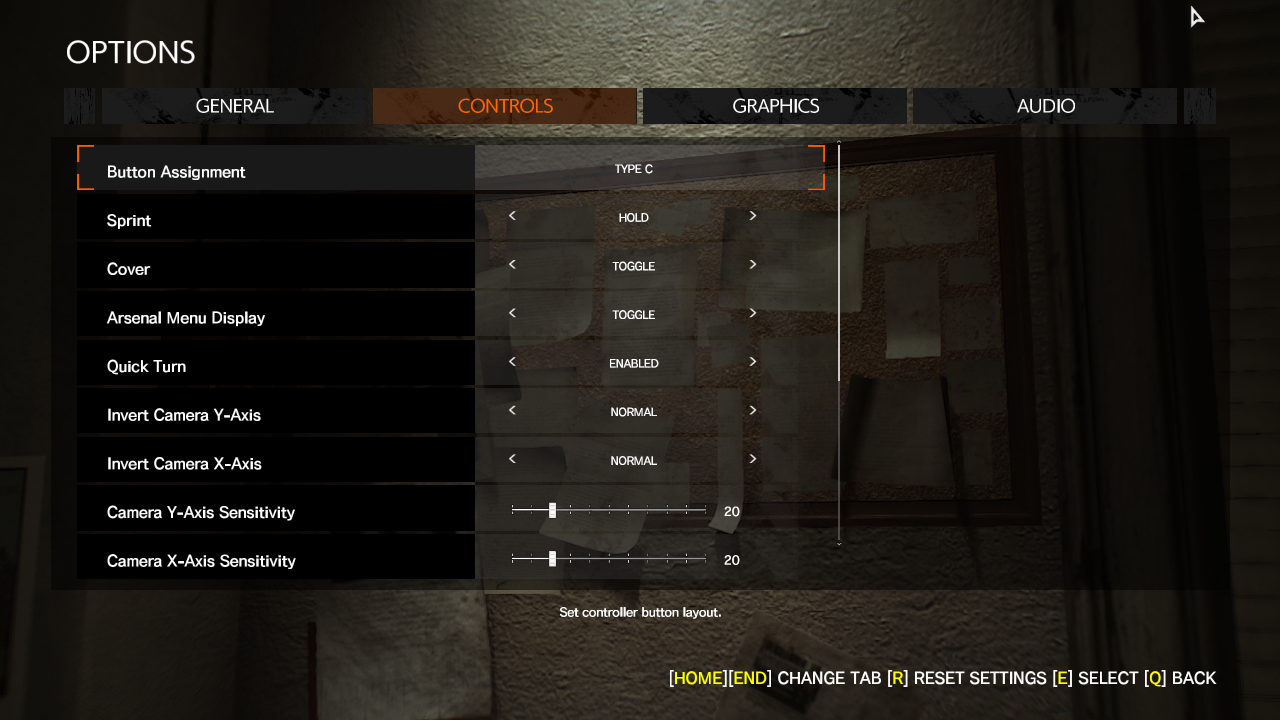 OPTIONS
GENERAL CONTROLS GRAPHICS AUDIO
Button Assignment TYPE C
Sprint < HOLD >
Cover < TOGGLE >
Arsenal Menu Display < TOGGLE >
Quick Turn < ENABLED >
Invert Camera Y-Axis < NORMAL >
Invert Camera X-Axis < NORMAL >
Camera Y-Axis Sensitivity 20
Camera X-Axis Sensitivity 20
Set controller button layout.
[HOME][END] CHANGE TAB [R] RESET SETTINGS [E] SELECT [Q] BACK